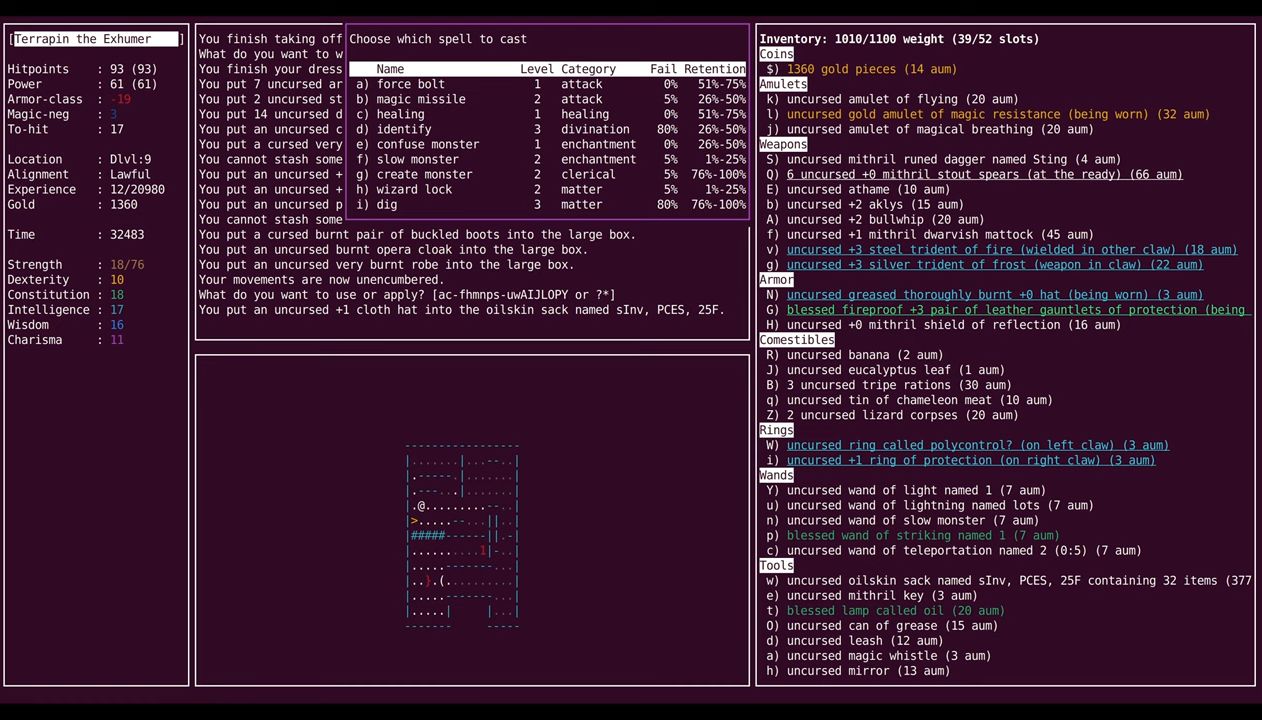 [Terrapin the Exhumer ]
Hitpoints : 93 (93)
Power : 61 (61)
Armor-class : -19
Magic-neg : 3
To-hit : 17
Location : Dlvl:9
Alignment : Lawful
Experience : 12/20980
Gold : 1360
Time : 32483
Strength : 18/76
Dexterity : 10
Constitution : 18
Intelligence : 17
Wisdom : 16
Charisma : 11
You finish taking off
What do you want to w
You finish your dress
You put 7 uncursed ar
You put 2 uncursed st
You put 14 uncursed d
You put an uncursed c
You put a cursed very
You cannot stash some
You put an uncursed +
You put an uncursed +
You put an uncursed p
You cannot stash some
You put a cursed burnt pair of buckled boots into the large box.
You put an uncursed burnt opera cloak into the large box.
You put an uncursed very burnt robe into the large box.
Your movements are now unencumbered.
What do you want to use or apply? [ac-fhmnps-uwAIJLOPY or ?*]
You put an uncursed +1 cloth hat into the oilskin sack named sInv, PCES, 25F.
Choose which spell to cast
Name Level Category Fail Retention
a) force bolt 1 attack 0% 51%-75%
b) magic missile 2 attack 5% 26%-50%
c) healing 1 healing 0% 51%-75%
d) identify 3 divination 80% 26%-50%
e) confuse monster 1 enchantment 0% 26%-50%
f) slow monster 2 enchantment 5% 1%-25%
g) create monster 2 clerical 5% 76%-100%
h) wizard lock 2 matter 5% 1%-25%
i) dig 3 matter 80% 76%-100%
Inventory: 1010/1100 weight (39/52 slots)
Coins
$) 1360 gold pieces (14 aum)
Amulets
k) uncursed amulet of flying (20 aum)
l) uncursed gold amulet of magic resistance (being worn) (32 aum)
j) uncursed amulet of magical breathing (20 aum)
Weapons
S) uncursed mithril runed dagger named Sting (4 aum)
Q) 6 uncursed +0 mithril stout spears (at the ready) (66 aum)
E) uncursed athame (10 aum)
b) uncursed +2 aklys (15 aum)
A) uncursed +2 bullwhip (20 aum)
f) uncursed +1 mithril dwarvish mattock (45 aum)
v) uncursed +3 steel trident of fire (wielded in other claw) (18 aum)
g) uncursed +3 silver trident of frost (weapon in claw) (22 aum)
Armor
N) uncursed greased thoroughly burnt +0 hat (being worn) (3 aum)
G) blessed fireproof +3 pair of leather gauntlets of protection (being
H) uncursed +0 mithril shield of reflection (16 aum)
Comestibles
R) uncursed banana (2 aum)
J) uncursed eucalyptus leaf (1 aum)
B) 3 uncursed tripe rations (30 aum)
q) uncursed tin of chameleon meat (10 aum)
Z) 2 uncursed lizard corpses (20 aum)
Rings
W) uncursed ring called polycontrol? (on left claw) (3 aum)
i) uncursed +1 ring of protection (on right claw) (3 aum)
Wands
Y) uncursed wand of light named 1 (7 aum)
u) uncursed wand of lightning named lots (7 aum)
n) uncursed wand of slow monster (7 aum)
p) blessed wand of striking named 1 (7 aum)
c) uncursed wand of teleportation named 2 (0:5) (7 aum)
Tools
w) uncursed oilskin sack named sInv, PCES, 25F containing 32 items (377
e) uncursed mithril key (3 aum)
t) blessed lamp called oil (20 aum)
O) uncursed can of grease (15 aum)
d) uncursed leash (12 aum)
a) uncursed magic whistle (3 aum)
h) uncursed mirror (13 aum)